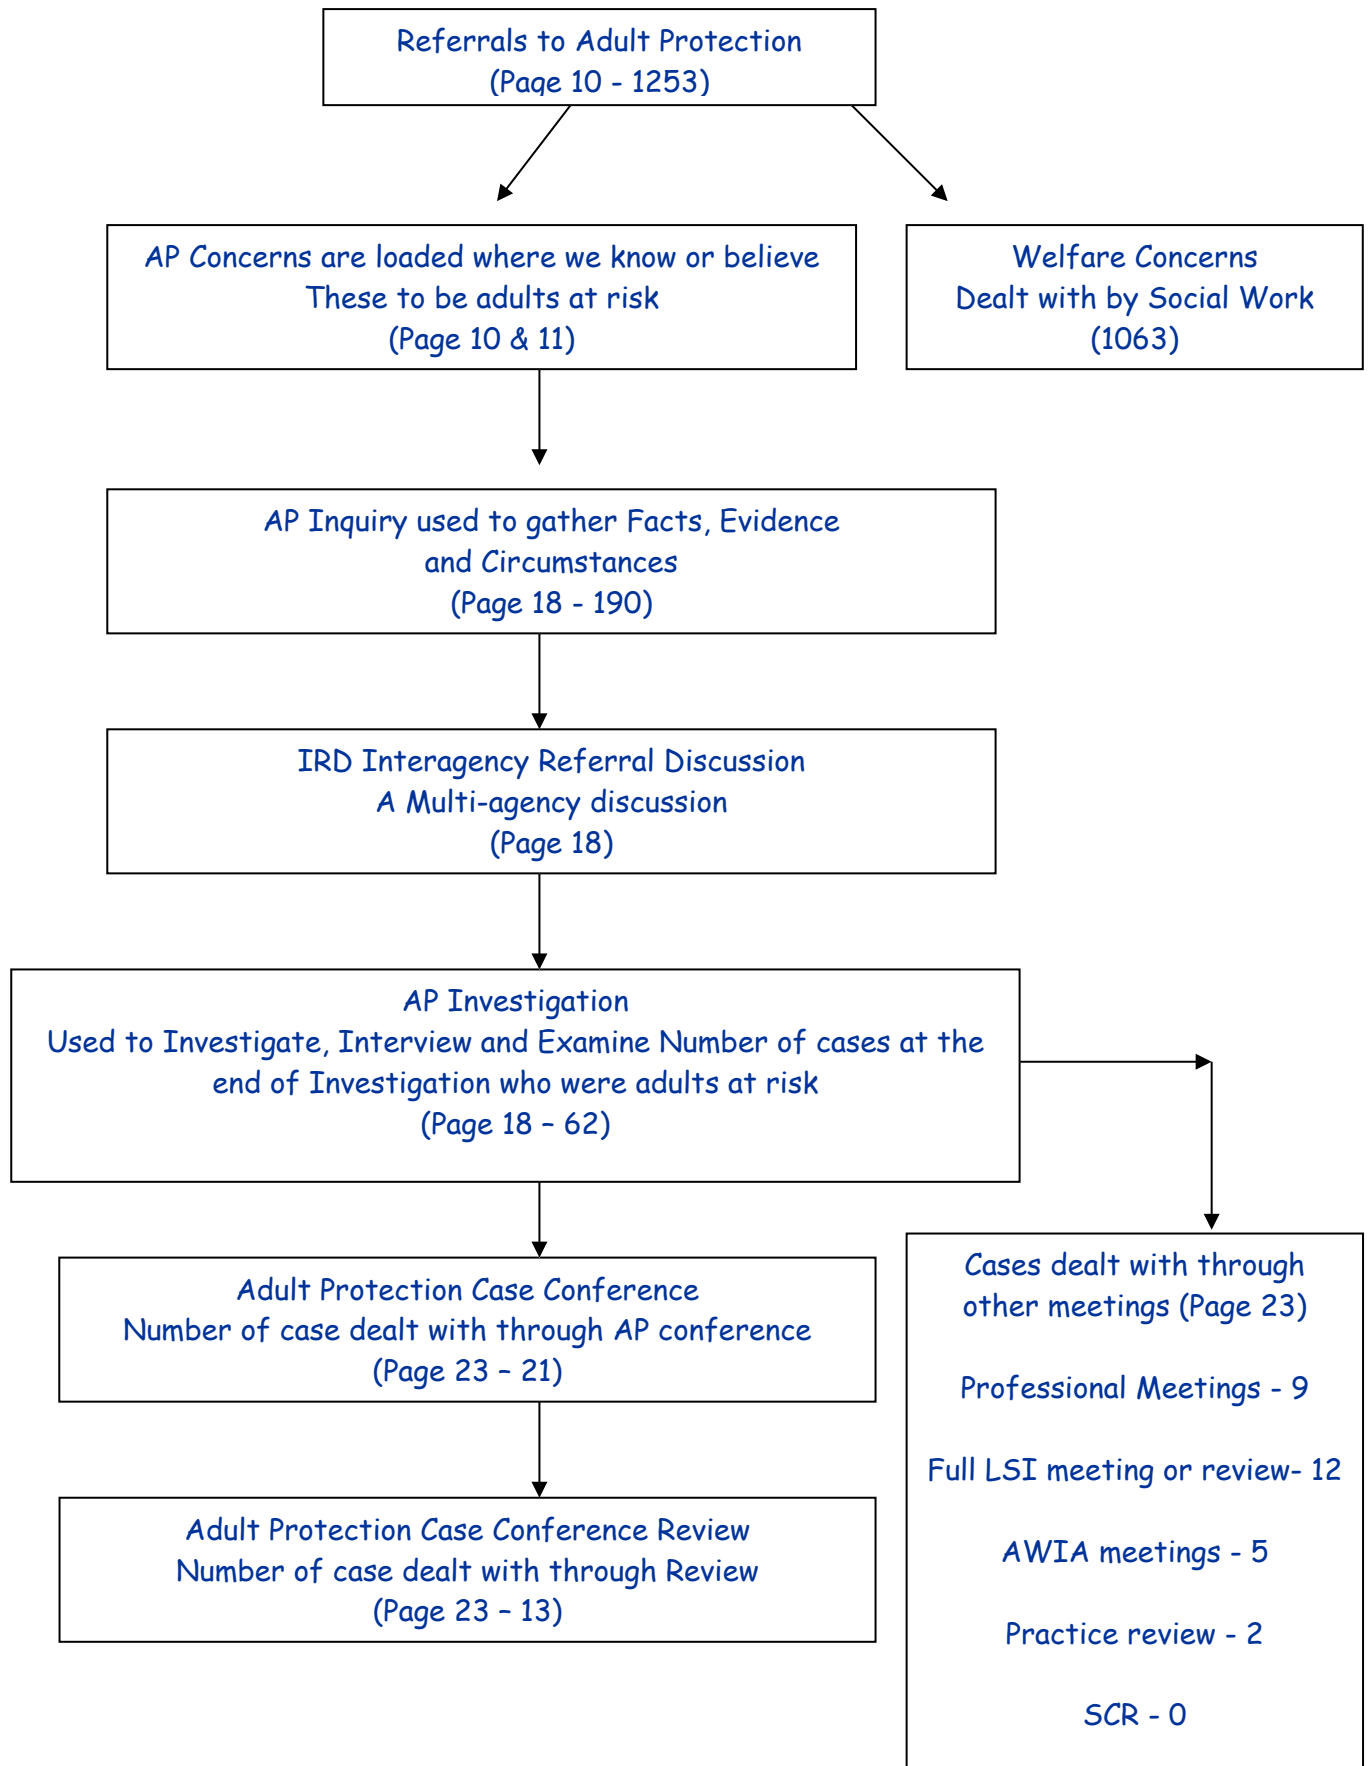 Referrals to Adult Protection
(Page 10 - 1253)
AP Concerns are loaded where we know or believe
These to be adults at risk
(Page 10 & 11)
Welfare Concerns
Dealt with by Social Work
(1063)
AP Inquiry used to gather Facts, Evidence
and Circumstances
(Page 18 - 190)
IRD Interagency Referral Discussion
A Multi-agency discussion
(Page 18)
AP Investigation
Used to Investigate, Interview and Examine Number of cases at the
end of Investigation who were adults at risk
(Page 18 – 62)
Adult Protection Case Conference
Number of case dealt with through AP conference
(Page 23 – 21)
Adult Protection Case Conference Review
Number of case dealt with through Review
(Page 23 – 13)
Cases dealt with through
other meetings (Page 23)
Professional Meetings - 9
Full LSI meeting or review- 12
AWIA meetings - 5
Practice review - 2
SCR - 0